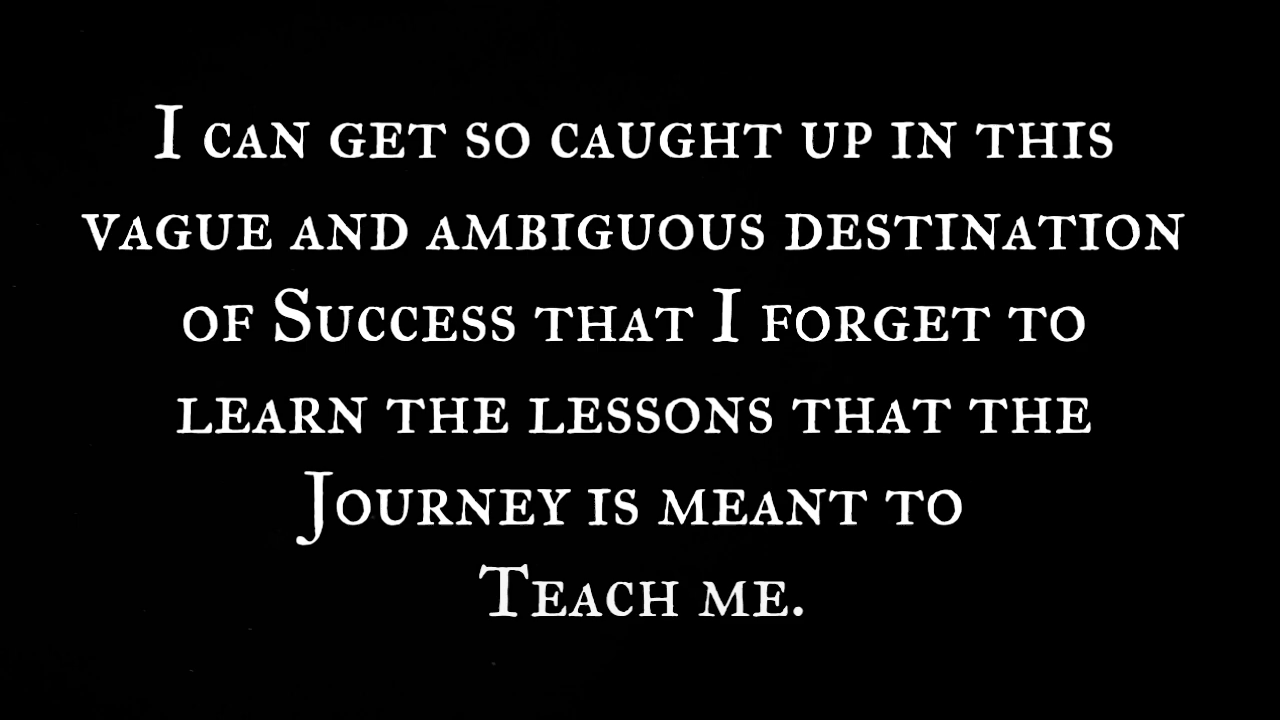 I can get so caught up in this
vague and ambiguous destination
of Success that I forget to
learn the lessons that the
Journey is meant to
Teach me.